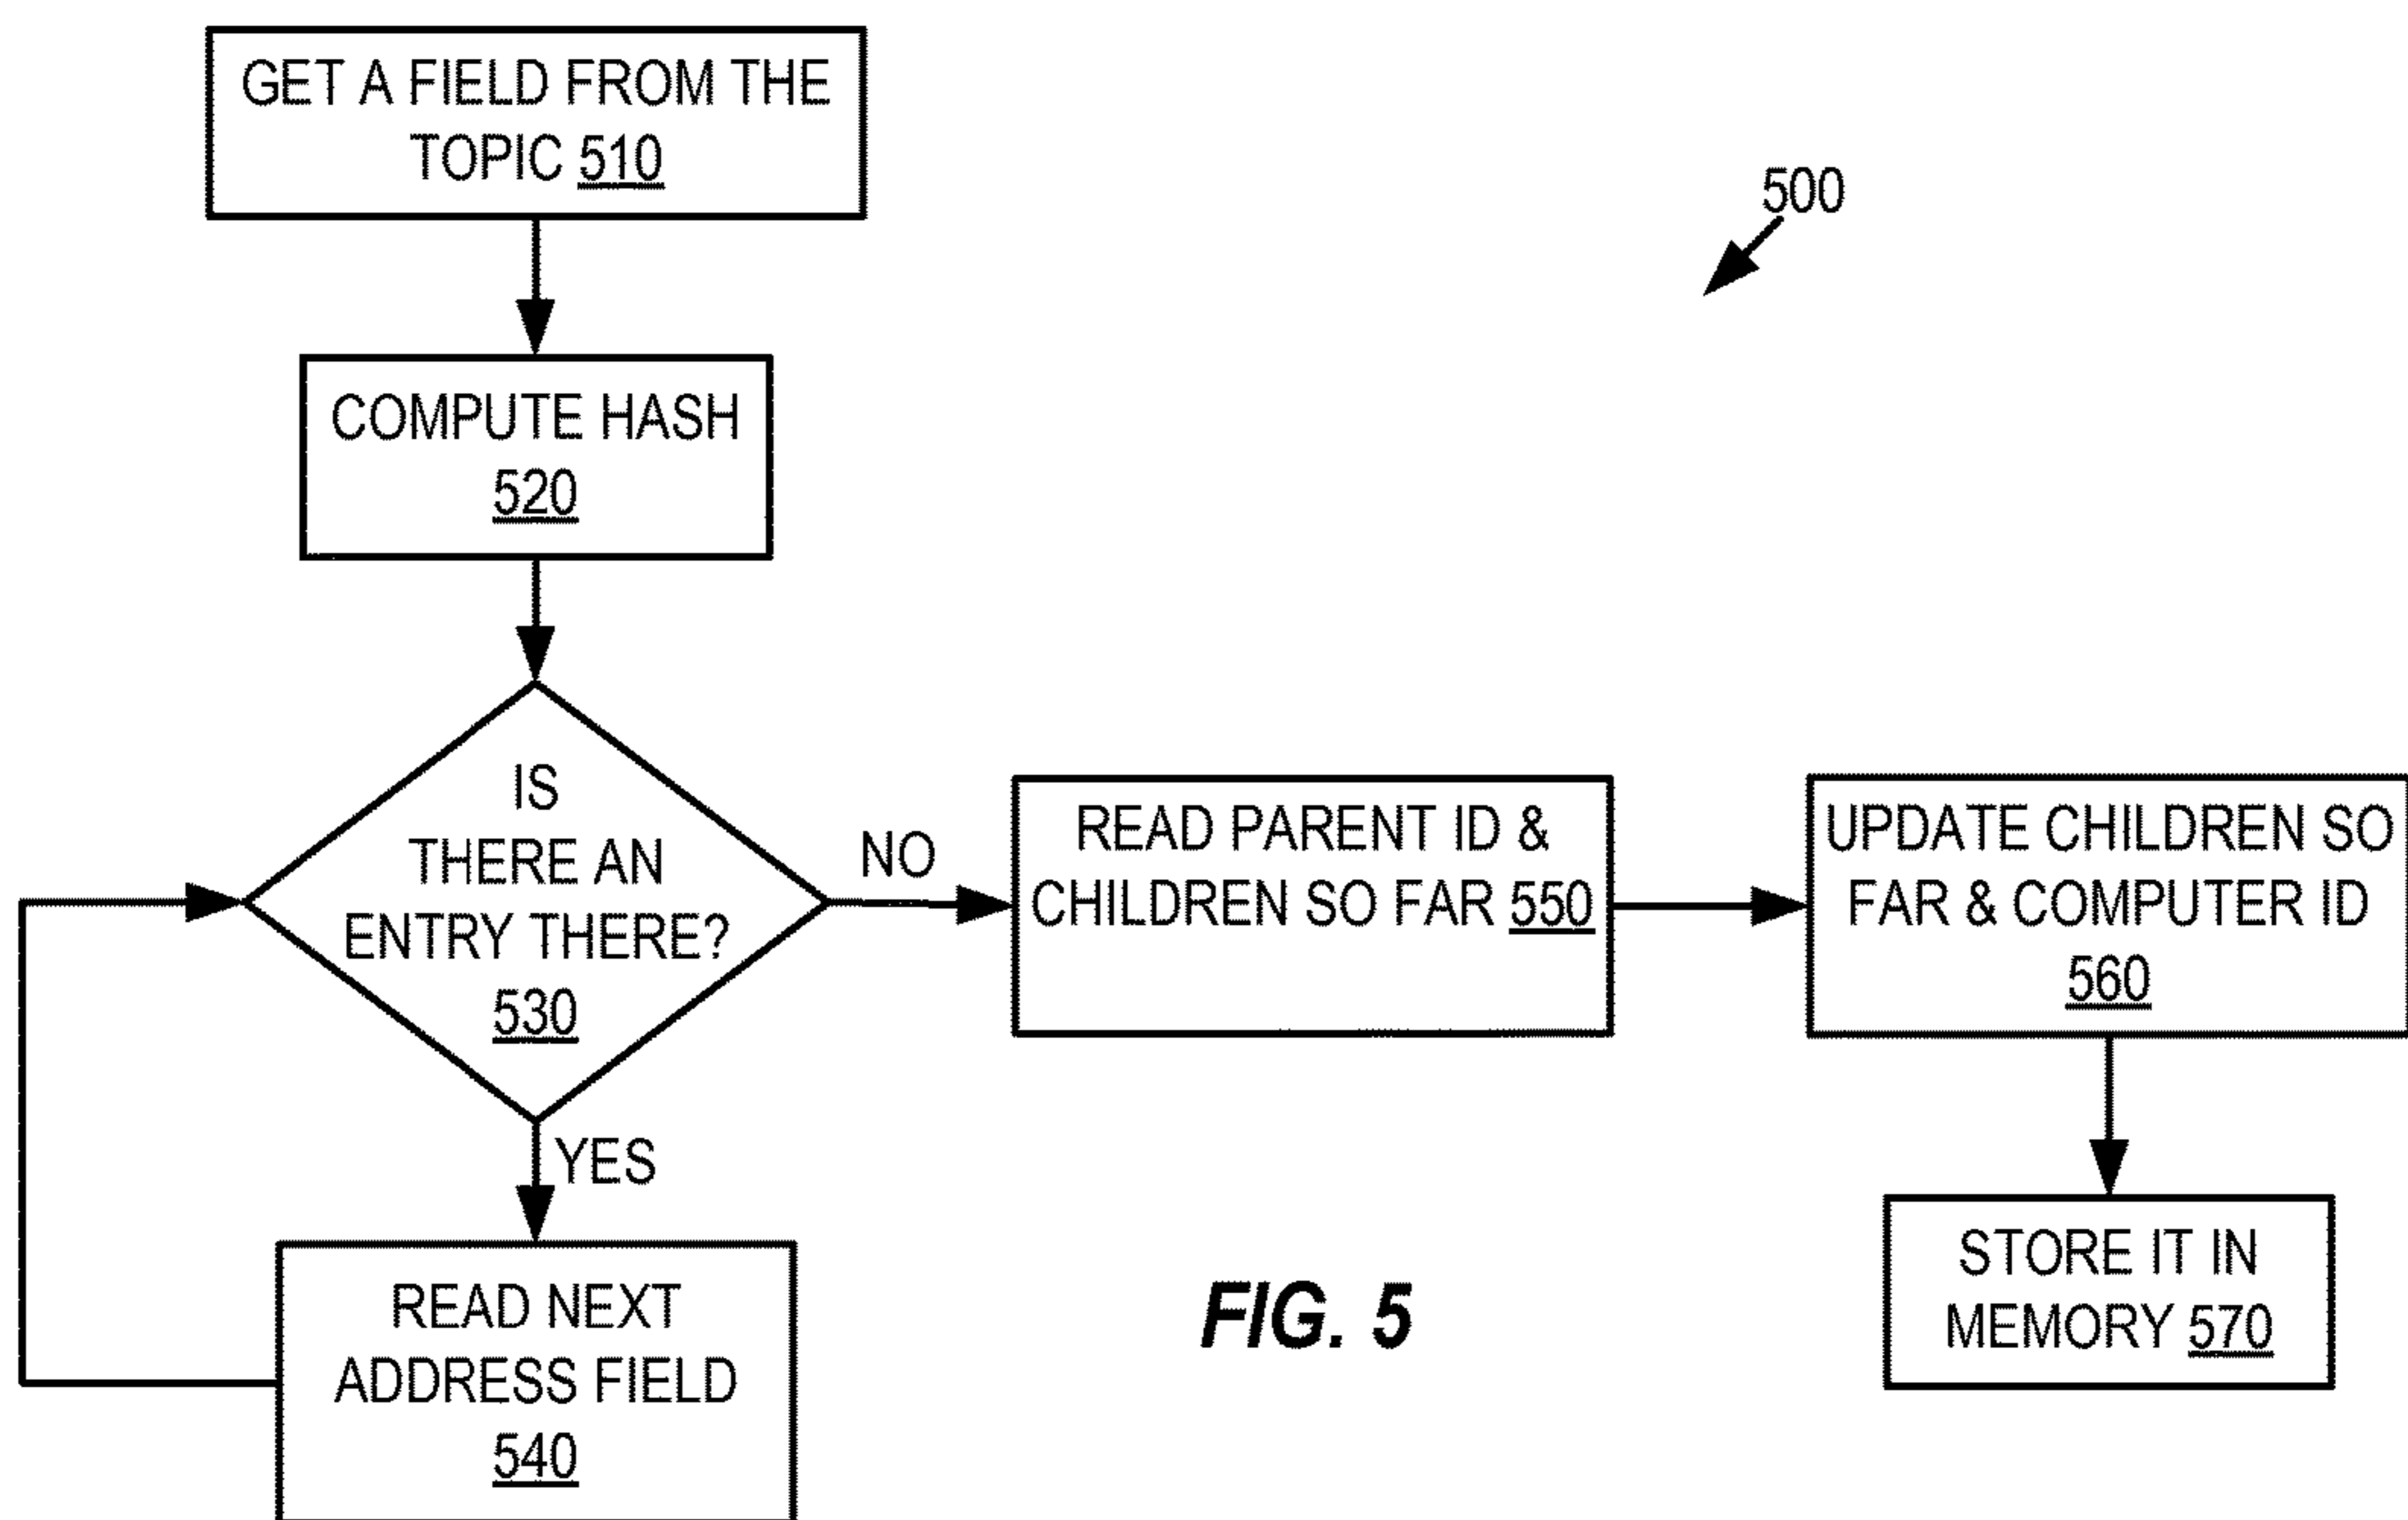 GET A FIELD FROM THE
TOPIC 510
500
COMPUTE HASH
520
IS
THERE AN
ENTRY THERE?
530
NO
READ PARENT ID &
CHILDREN SO FAR 550
UPDATE CHILDREN SO
FAR & COMPUTER ID
560
YES
READ NEXT
ADDRESS FIELD
540
STORE IT IN
MEMORY 570
FIG. 5